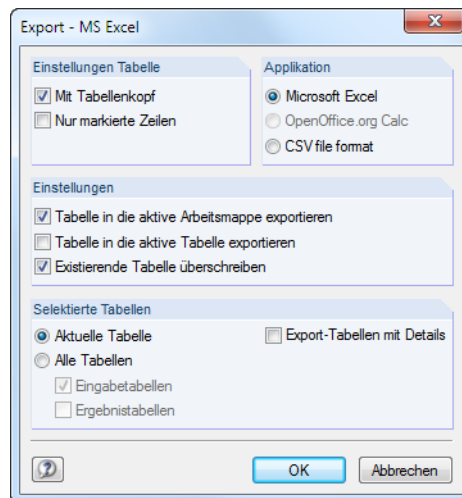 Export - MS Excel
Einstellungen Tabelle
Mit Tabellenkopf
Nur markierte Zeilen
Applikation
Microsoft Excel
OpenOffice.org Calc
CSV file format
Einstellungen
Tabelle in die aktive Arbeitsmappe exportieren
Tabelle in die aktive Tabelle exportieren
Existierende Tabelle überschreiben
Selektierte Tabellen
Aktuelle Tabelle
Alle Tabellen
Eingabetabellen
Ergebnistabellen
Export-Tabellen mit Details
OK
Abbrechen